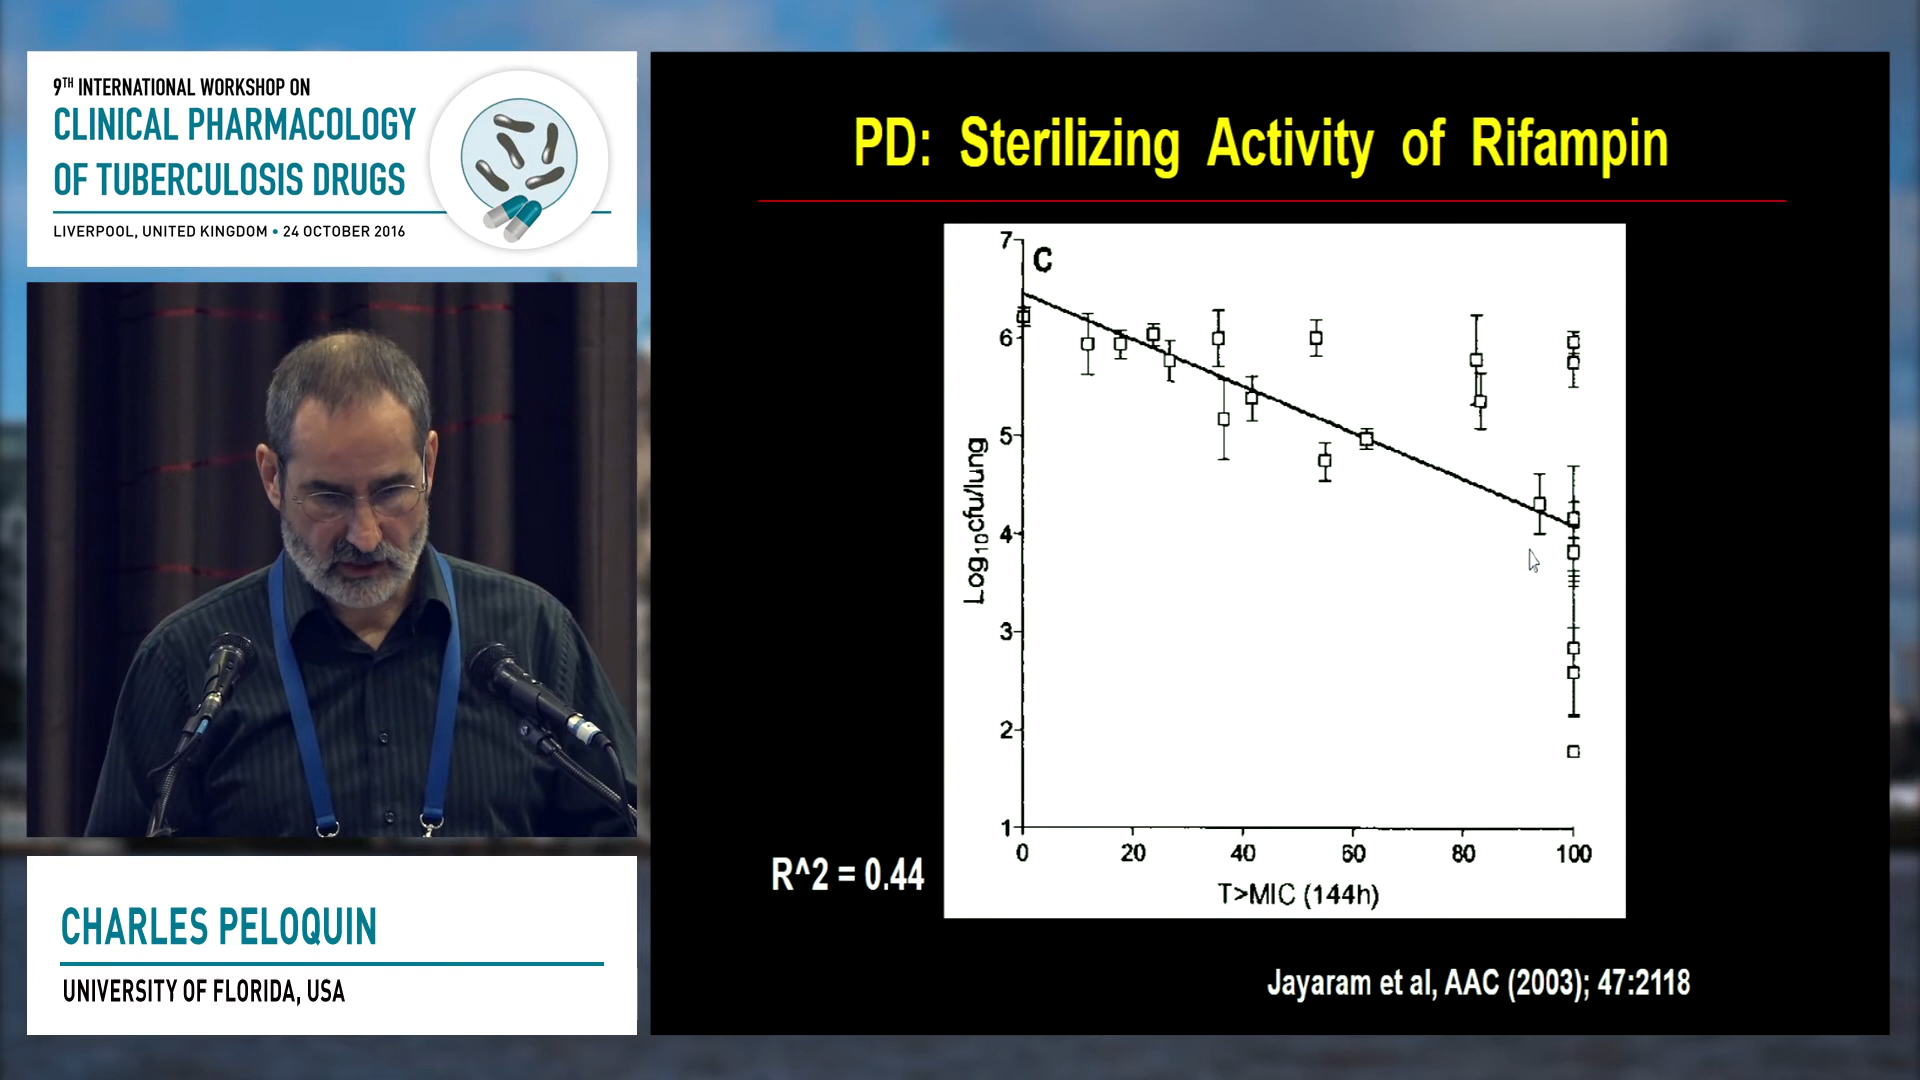 9TH INTERNATIONAL WORKSHOP ON
CLINICAL PHARMACOLOGY
OF TUBERCULOSIS DRUGS
LIVERPOOL, UNITED KINGDOM • 24 OCTOBER 2016
CHARLES PELOQUIN
UNIVERSITY OF FLORIDA, USA
PD: Sterilizing Activity of Rifampin
C
7
6
5
4
3
2
1
Log10cfu/lung
0 20 40 60 80 100
T>MIC (144h)
R^2 = 0.44
Jayaram et al, AAC (2003); 47:2118